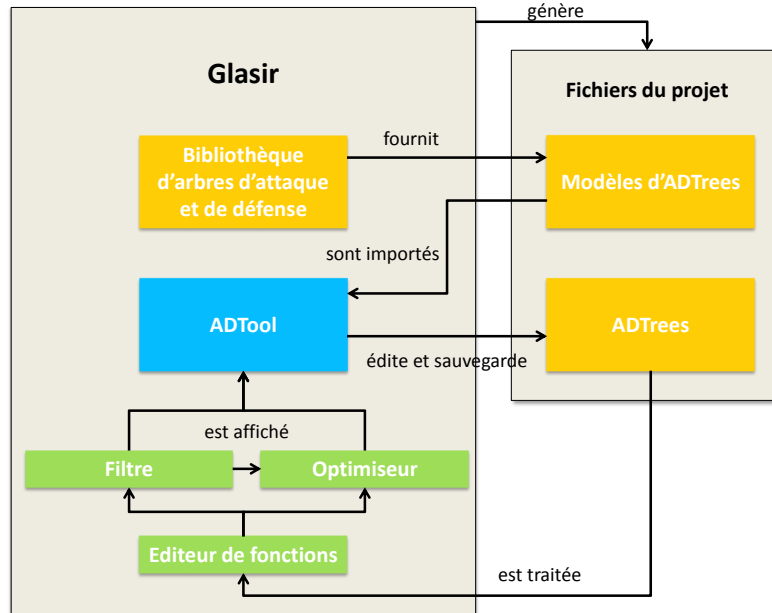 génère
Glasir
Fichiers du projet
Bibliothèque
d’arbres d’attaque
et de défense
fournit
Modèles d’ADTrees
sont importés
ADTool
ADTrees
édite et sauvegarde
est affiché
Filtre
Optimiseur
Editeur de fonctions
est traitée